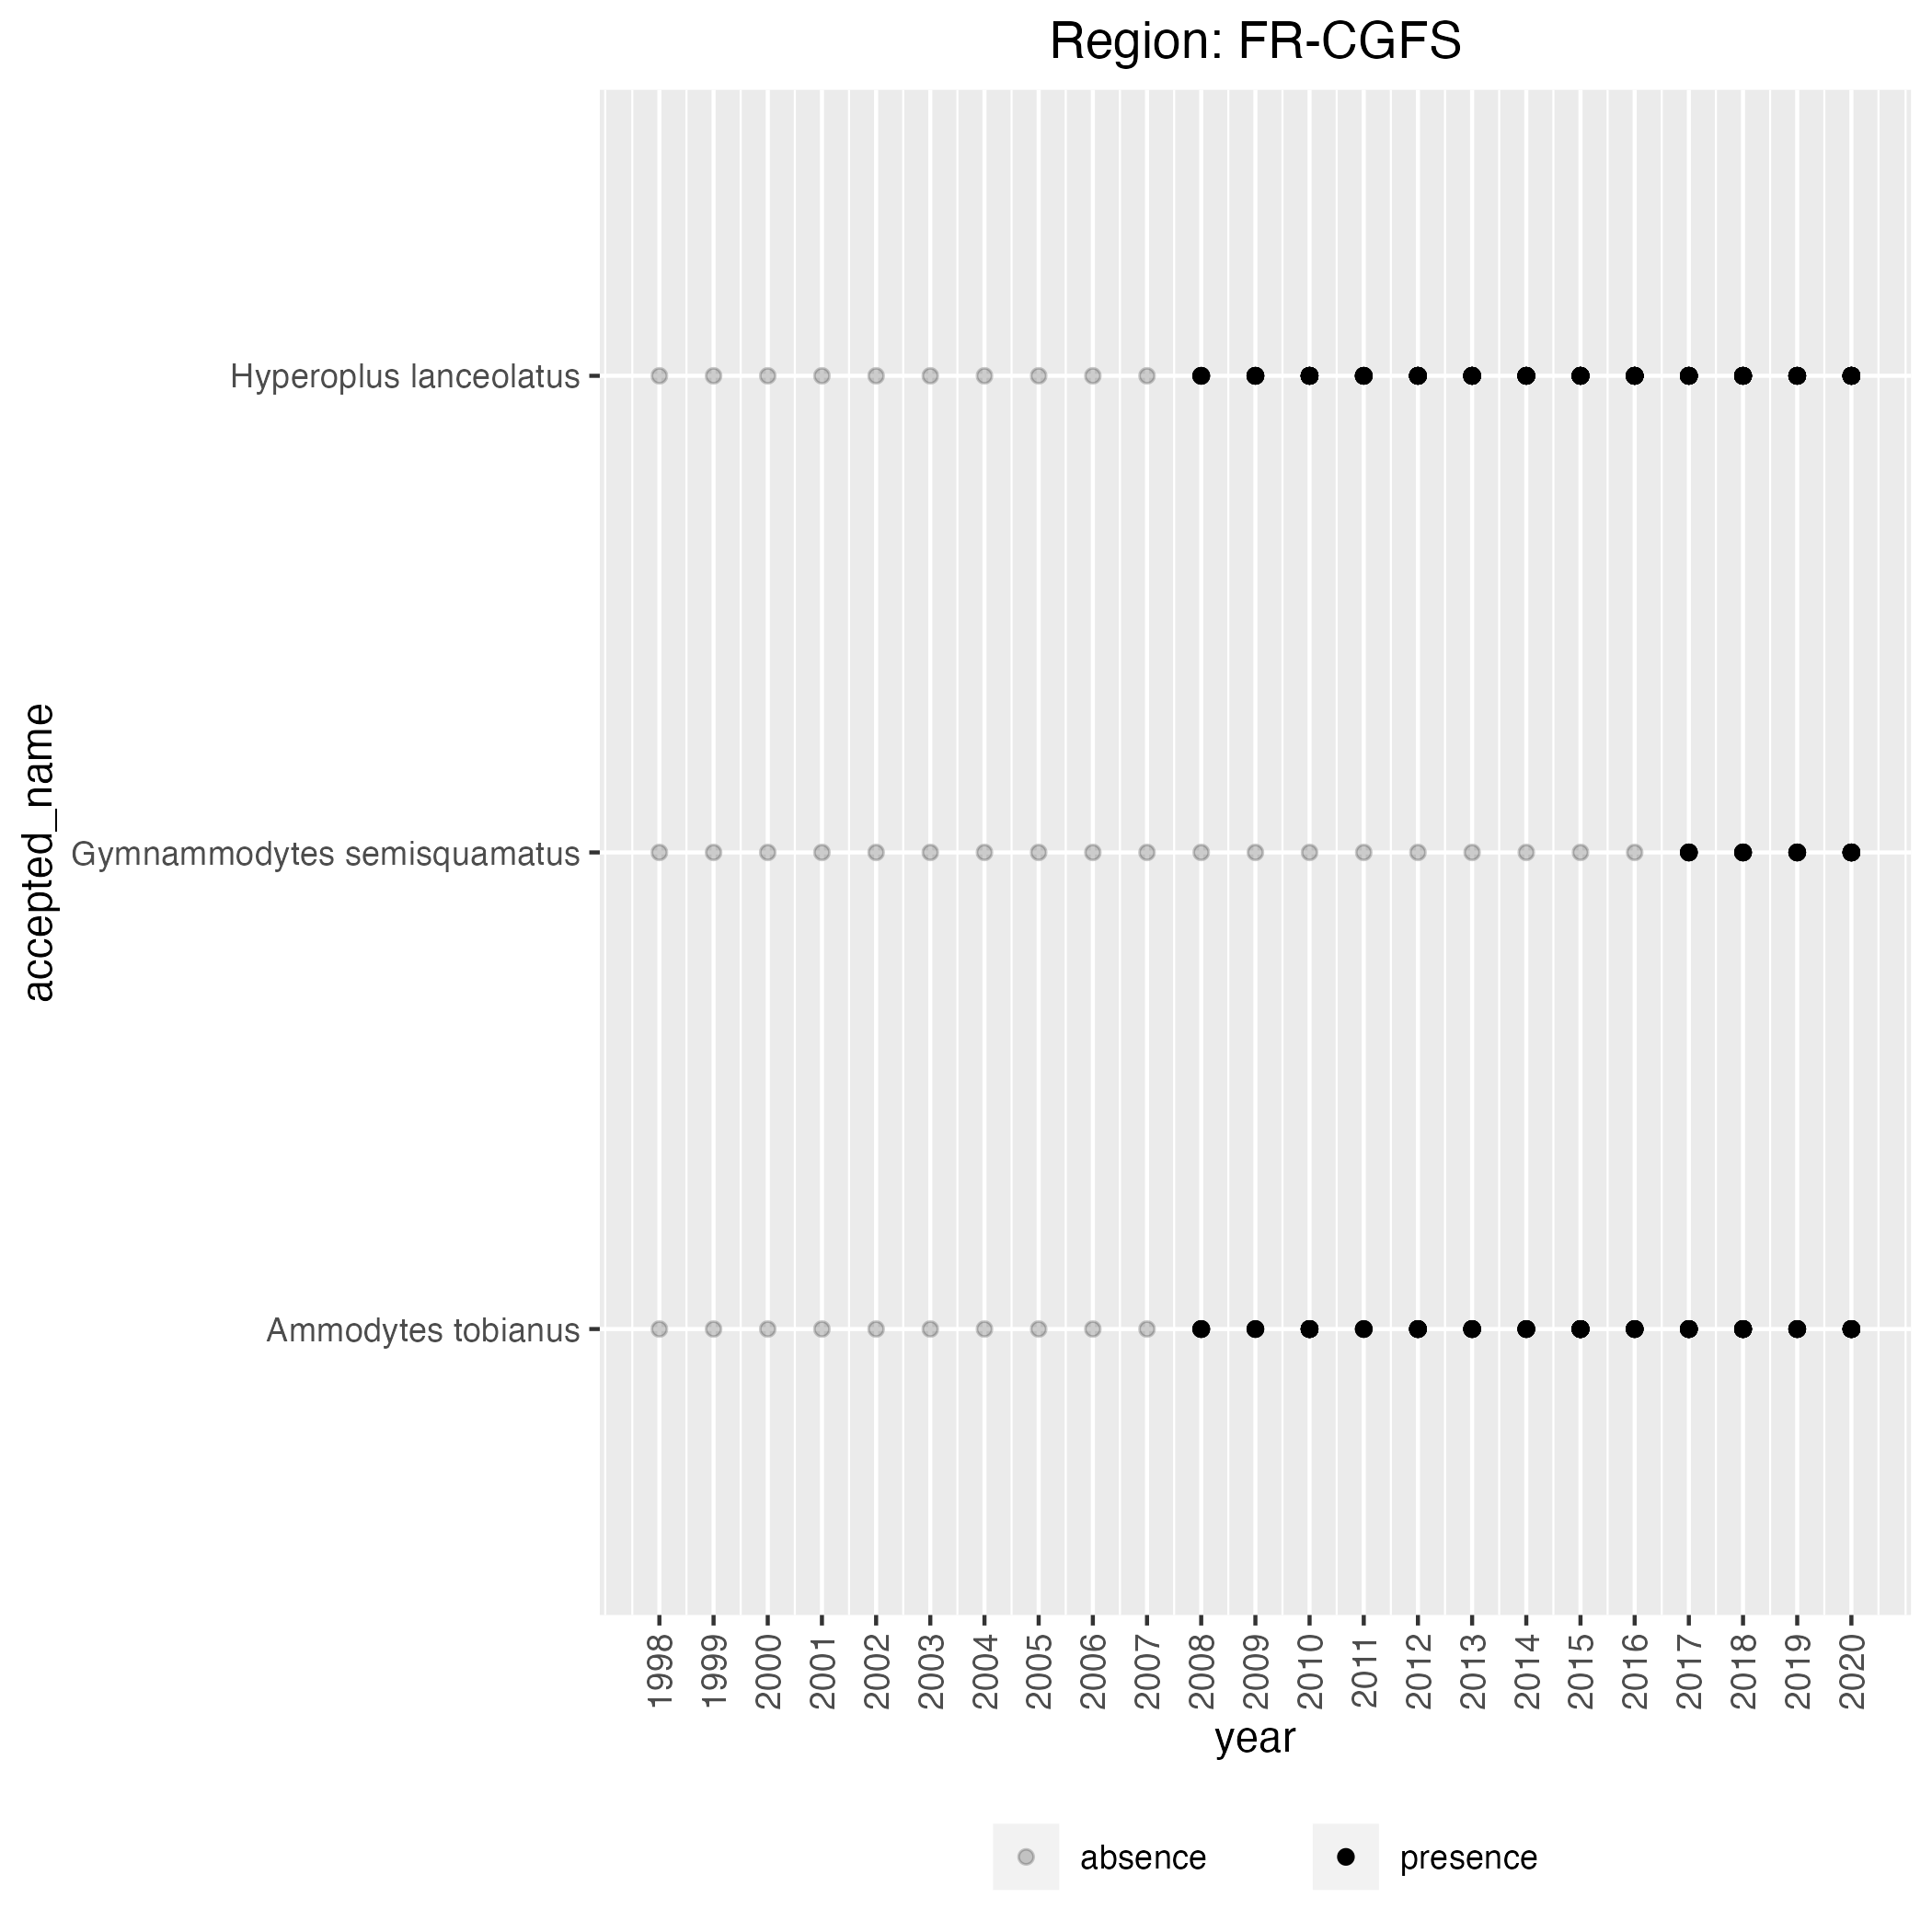 Region: FR-CGFS
accepted_name
Hyperoplus lanceolatus
Gymnammodytes semisquamatus
Ammodytes tobianus
1998 1999 2000 2001 2002 2003 2004 2005 2006 2007 2008 2009 2010 2011 2012 2013 2014 2015 2016 2017 2018 2019 2020
year
absence presence